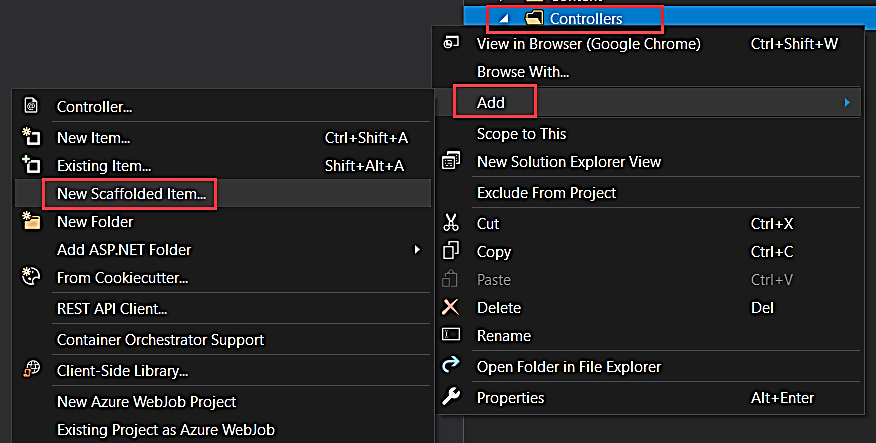 Controllers
View in Browser (Google Chrome) Ctrl+Shift+W
Browse With...
Add
Scope to This
New Solution Explorer View
Exclude From Project
Cut Ctrl+X
Copy Ctrl+C
Paste Ctrl+V
Delete Del
Rename
Open Folder in File Explorer
Properties Alt+Enter
Controller...
New Item... Ctrl+Shift+A
Existing Item... Shift+Alt+A
New Scaffolded Item...
New Folder
Add ASP.NET Folder
From Cookiecutter...
REST API Client...
Container Orchestrator Support
Client-Side Library...
New Azure WebJob Project
Existing Project as Azure WebJob